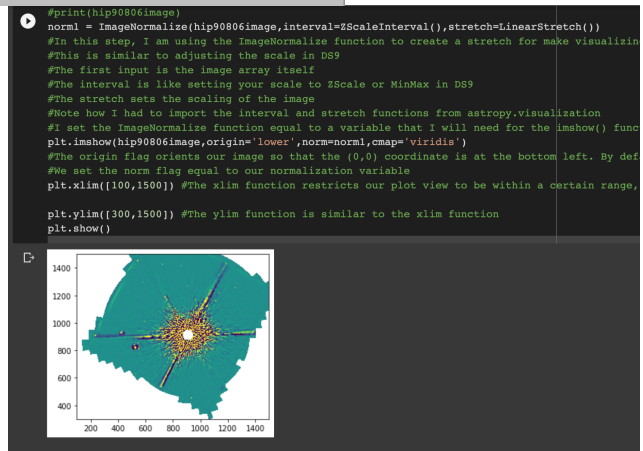 #print(hip90806image)
norm1 = ImageNormalize(hip90806image,interval=ZScaleInterval(),stretch=LinearStretch())
#In this step, I am using the ImageNormalize function to create a stretch for make visualizin
#This is similar to adjusting the scale in DS9
#The first input is the image array itself
#The interval is like setting your scale to ZScale or MinMax in DS9
#The stretch sets the scaling of the image
#Note how I had to import the interval and stretch functions from astropy.visualization
#I set the ImageNormalize function equal to a variable that I will need for the imshow() func
plt.imshow(hip90806image,origin='lower',norm=norm1,cmap='viridis')
#The origin flag orients our image so that the (0,0) coordinate is at the bottom left. By def
#We set the norm flag equal to our normalization variable
plt.xlim([100,1500]) #The xlim function restricts our plot view to be within a certain range,
plt.ylim([300,1500]) #The ylim function is similar to the xlim function
plt.show()
1400
1200
1000
800
600
400
200 400 600 800 1000 1200 1400